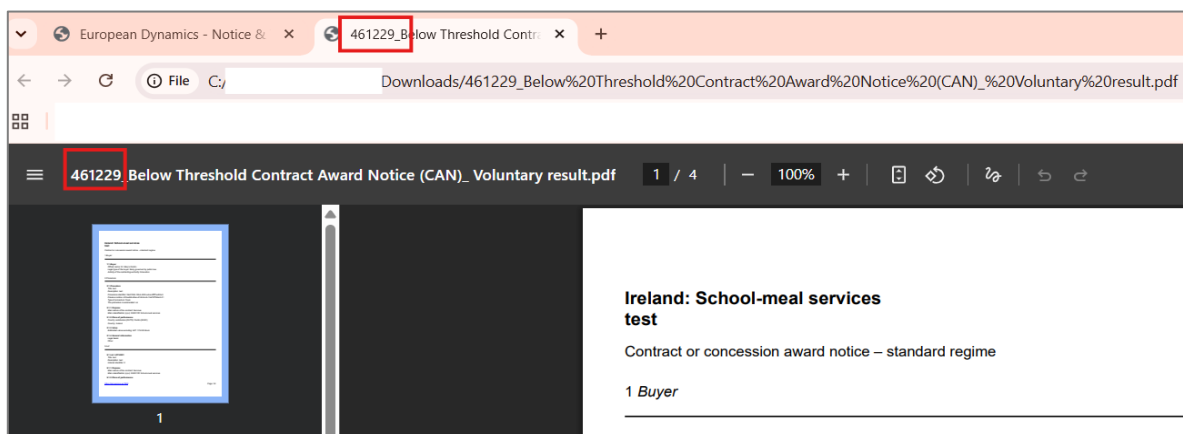 European Dynamics - Notice &
461229_Below Threshold Contr
File C:/ Downloads/461229_Below%20Threshold%20Contract%20Award%20Notice%20(CAN)_%20Voluntary%20result.pdf
461229_Below Threshold Contract Award Notice (CAN)_ Voluntary result.pdf 1 / 4 100%
1
Ireland: School-meal services
test
Contract or concession award notice – standard regime
1 Buyer